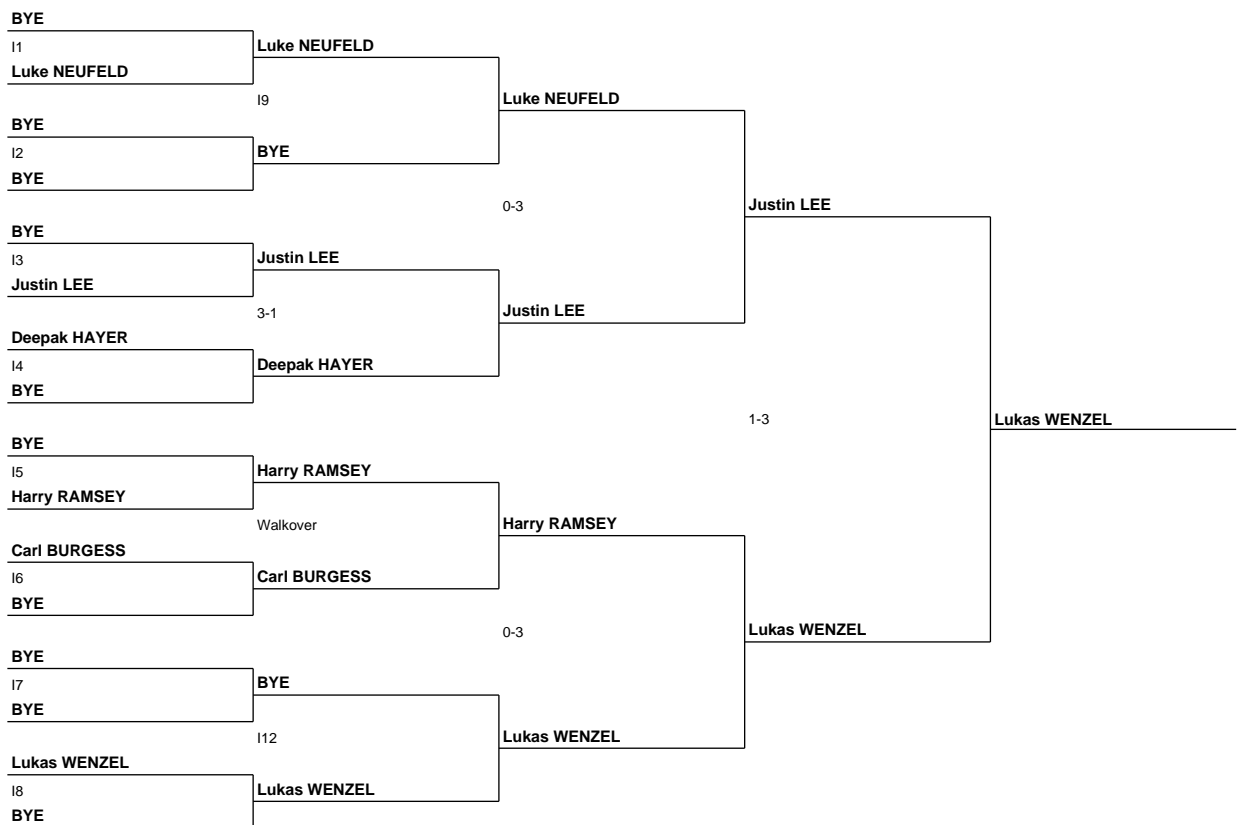 BYE
I1
Luke NEUFELD
Luke NEUFELD
I9
Luke NEUFELD
BYE
I2
BYE
BYE
0-3
Justin LEE
BYE
I3
Justin LEE
Justin LEE
3-1
Justin LEE
Deepak HAYER
I4
Deepak HAYER
BYE
1-3
Lukas WENZEL
BYE
I5
Harry RAMSEY
Harry RAMSEY
Walkover
Harry RAMSEY
Carl BURGESS
I6
Carl BURGESS
BYE
0-3
Lukas WENZEL
BYE
I7
BYE
BYE
I12
Lukas WENZEL
Lukas WENZEL
I8
Lukas WENZEL
BYE